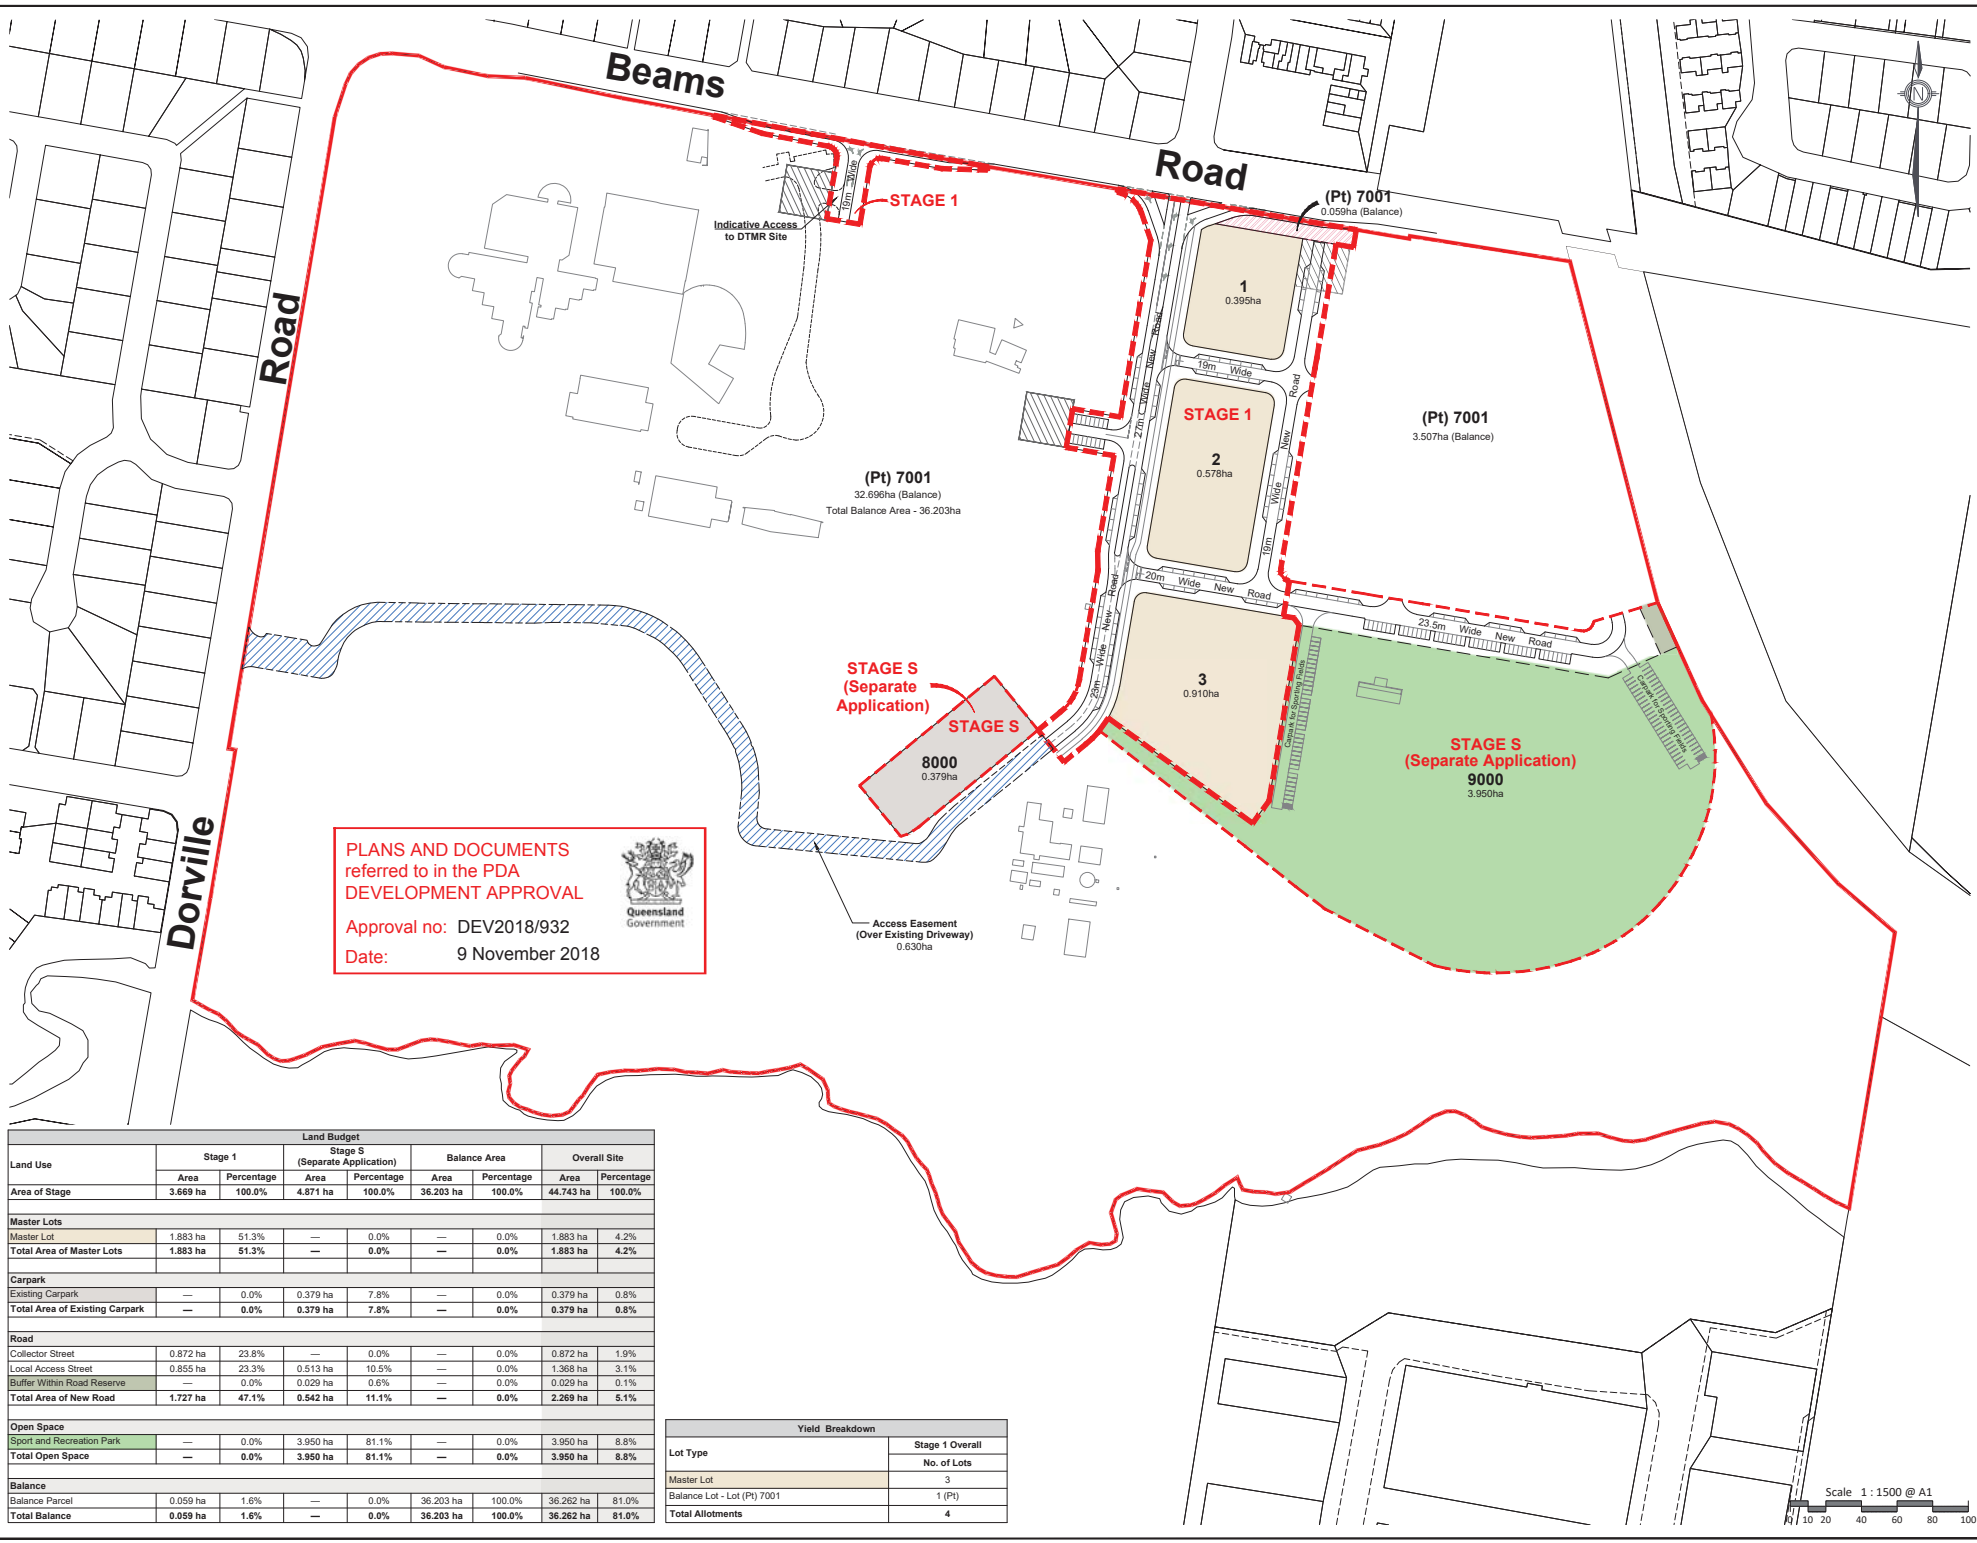 Beams
Road
N
Road
Dorville
19m Wide
STAGE 1
Indicative Access
to DTMR Site
(Pt) 7001
0.059ha (Balance)
1
0.395ha
27m Wide New Road
19m Wide
19m Wide New Road
STAGE 1
2
0.578ha
(Pt) 7001
3.507ha (Balance)
(Pt) 7001
32.696ha (Balance)
Total Balance Area - 36.203ha
20m Wide New Road
23.5m Wide New Road
23m Wide New Road
3
0.910ha
Carpark for Sporting Fields
Carpark for Sporting Fields
STAGE S
(Separate
Application)
STAGE S
8000
0.379ha
STAGE S
(Separate Application)
9000
3.950ha
PLANS AND DOCUMENTS
referred to in the PDA
DEVELOPMENT APPROVAL
Approval no: DEV2018/932
Date: 9 November 2018
Queensland
Government
Access Easement
(Over Existing Driveway)
0.630ha
Land Budget
Land Use Stage 1 Stage S (Separate Application) Balance Area Overall Site
Area Percentage Area Percentage Area Percentage Area Percentage
Area of Stage 3.669 ha 100.0% 4.871 ha 100.0% 36.203 ha 100.0% 44.743 ha 100.0%
Master Lots
Master Lot 1.883 ha 51.3% — 0.0% — 0.0% 1.883 ha 4.2%
Total Area of Master Lots 1.883 ha 51.3% — 0.0% — 0.0% 1.883 ha 4.2%
Carpark
Existing Carpark — 0.0% 0.379 ha 7.8% — 0.0% 0.379 ha 0.8%
Total Area of Existing Carpark — 0.0% 0.379 ha 7.8% — 0.0% 0.379 ha 0.8%
Road
Collector Street 0.872 ha 23.8% — 0.0% — 0.0% 0.872 ha 1.9%
Local Access Street 0.855 ha 23.3% 0.513 ha 10.5% — 0.0% 1.368 ha 3.1%
Buffer Within Road Reserve — 0.0% 0.029 ha 0.6% — 0.0% 0.029 ha 0.1%
Total Area of New Road 1.727 ha 47.1% 0.542 ha 11.1% — 0.0% 2.269 ha 5.1%
Open Space
Sport and Recreation Park — 0.0% 3.950 ha 81.1% — 0.0% 3.950 ha 8.8%
Total Open Space — 0.0% 3.950 ha 81.1% — 0.0% 3.950 ha 8.8%
Balance
Balance Parcel 0.059 ha 1.6% — 0.0% 36.203 ha 100.0% 36.262 ha 81.0%
Total Balance 0.059 ha 1.6% — 0.0% 36.203 ha 100.0% 36.262 ha 81.0%
Yield Breakdown
Lot Type Stage 1 Overall
No. of Lots
Master Lot 3
Balance Lot - Lot (Pt) 7001 1 (Pt)
Total Allotments 4
Scale 1 : 1500 @ A1
0 10 20 40 60 80 100